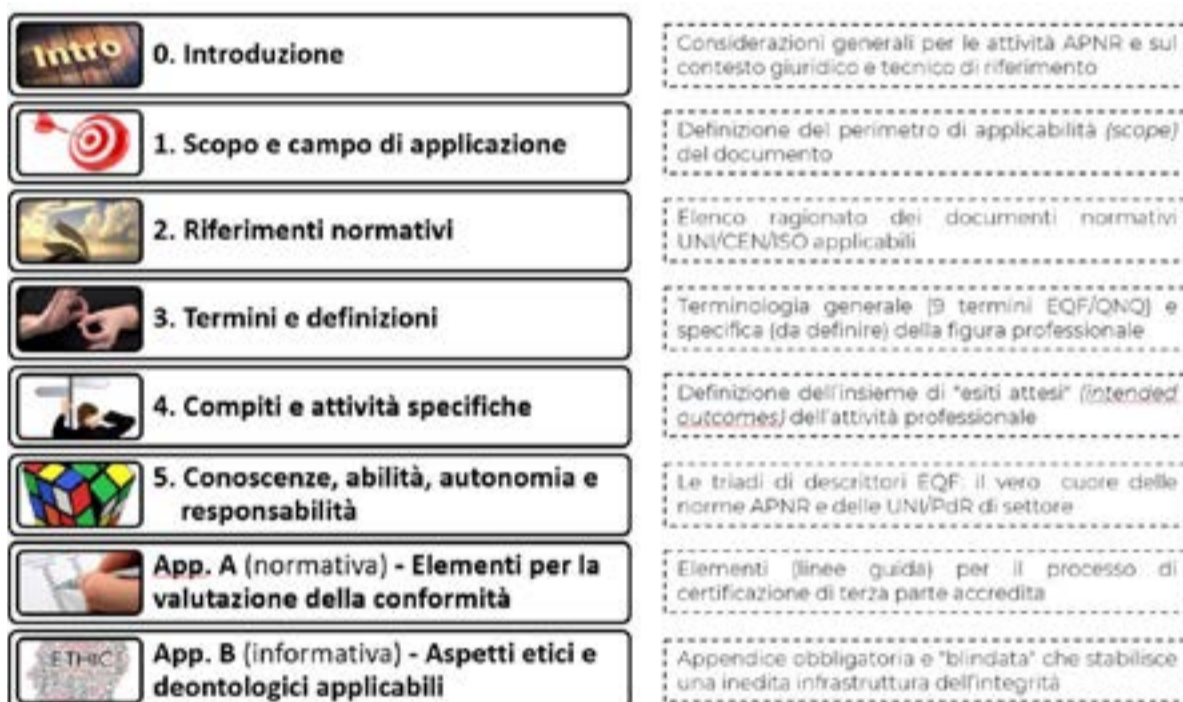 Intro
0. Introduzione
Considerazioni generali per le attività APNR e sul
contesto giuridico e tecnico di riferimento
1. Scopo e campo di applicazione
Definizione del perimetro di applicabilità (scope)
del documento
2. Riferimenti normativi
Elenco ragionato dei documenti normativi
UNI/CEN/ISO applicabili
3. Termini e definizioni
Terminologia generale (9 termini EQF/QNQ) e
specifica (da definire) della figura professionale
4. Compiti e attività specifiche
Definizione dell'insieme di "esiti attesi" (intended
outcomes) dell'attività professionale
5. Conoscenze, abilità, autonomia e
responsabilità
Le triadi di descrittori EQF: il vero cuore delle
norme APNR e delle UNI/PdR di settore
App. A (normativa) - Elementi per la
valutazione della conformità
Elementi (linee guida) per il processo di
certificazione di terza parte accredita
ETHIC
App. B (informativa) - Aspetti etici e
deontologici applicabili
Appendice obbligatoria e "blindata" che stabilisce
una inedita infrastruttura dell'integrità